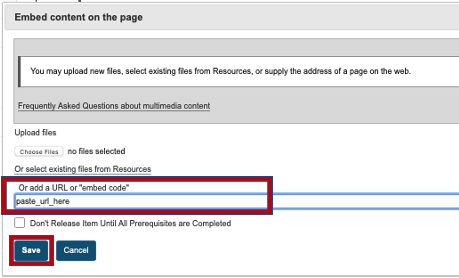 Embed content on the page
You may upload new files, select existing files from Resources, or supply the address of a page on the web.
Frequently Asked Questions about multimedia content
Upload files
Choose Files no files selected
Or select existing files from Resources
Or add a URL or "embed code"
paste_url_here
Don't Release Item Until All Prerequisites are Completed
Save Cancel